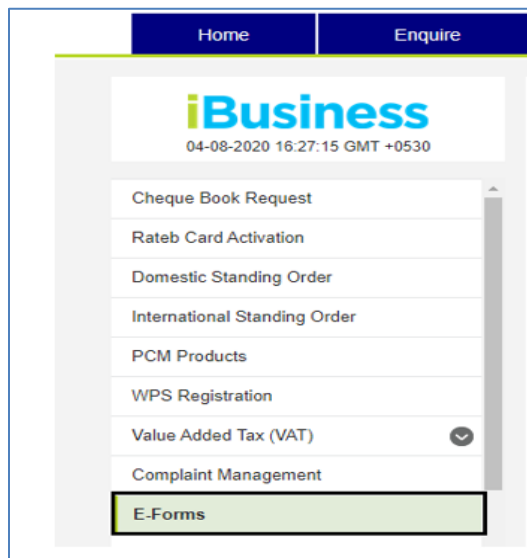 Home Enquire
iBusiness
04-08-2020 16:27:15 GMT +0530
Cheque Book Request
Rateb Card Activation
Domestic Standing Order
International Standing Order
PCM Products
WPS Registration
Value Added Tax (VAT)
Complaint Management
E-Forms